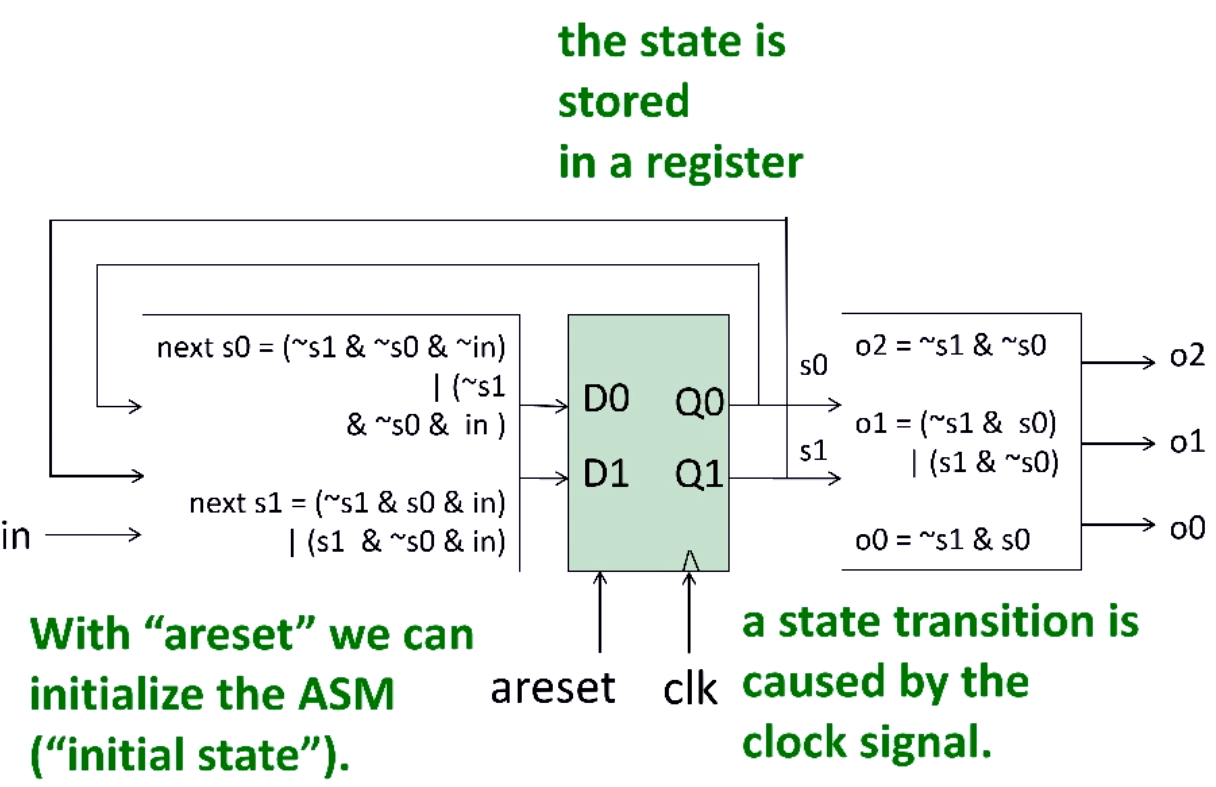 the state is
stored
in a register
next s0 = (~s1 & ~s0 & ~in)
| (~s1
& ~s0 & in )
next s1 = (~s1 & s0 & in)
| (s1 & ~s0 & in)
in
D0
Q0
D1
Q1
s0
s1
o2 = ~s1 & ~s0
o1 = (~s1 & s0)
| (s1 & ~s0)
o0 = ~s1 & s0
o2
o1
o0
areset
clk
With “areset” we can
initialize the ASM
(“initial state”).
a state transition is
caused by the
clock signal.